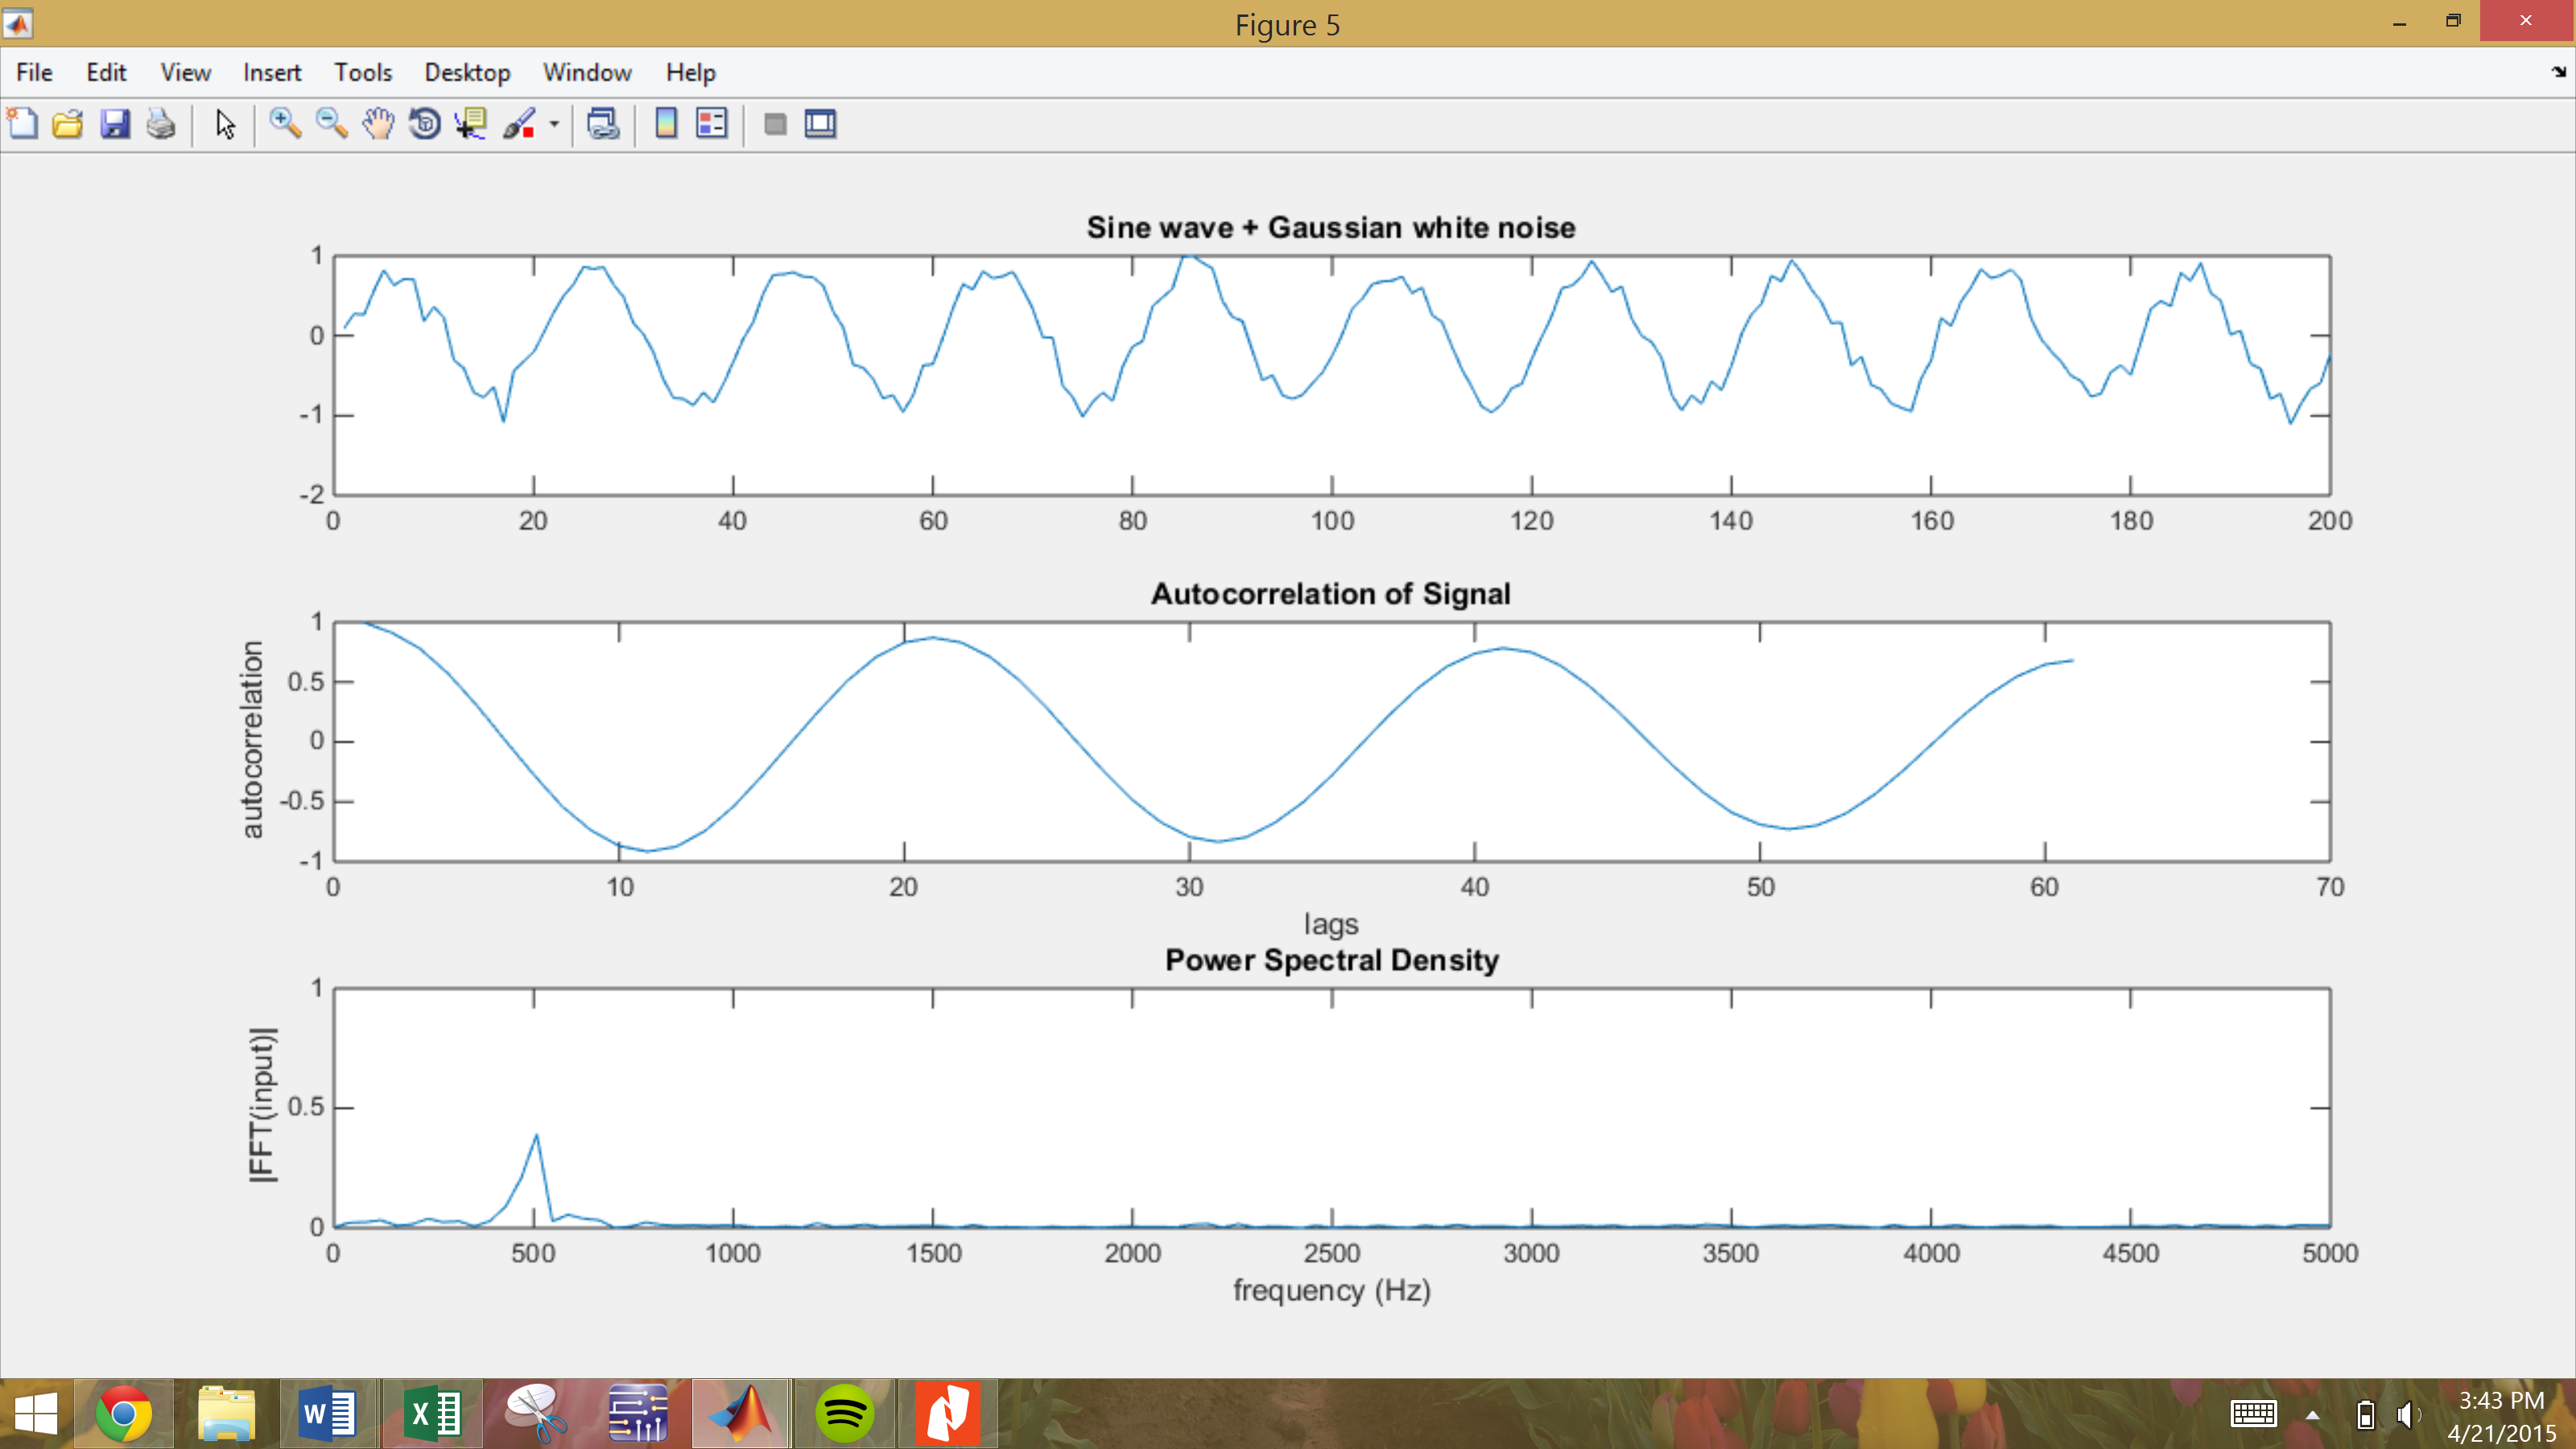 Figure 5
File Edit View Insert Tools Desktop Window Help
Sine wave + Gaussian white noise
1
0
-1
-2
0 20 40 60 80 100 120 140 160 180 200
Autocorrelation of Signal
autocorrelation
1
0.5
0
-0.5
-1
0 10 20 30 40 50 60 70
lags
Power Spectral Density
|FFT(input)|
1
0.5
0
0 500 1000 1500 2000 2500 3000 3500 4000 4500 5000
frequency (Hz)
W X
3:43 PM
4/21/2015